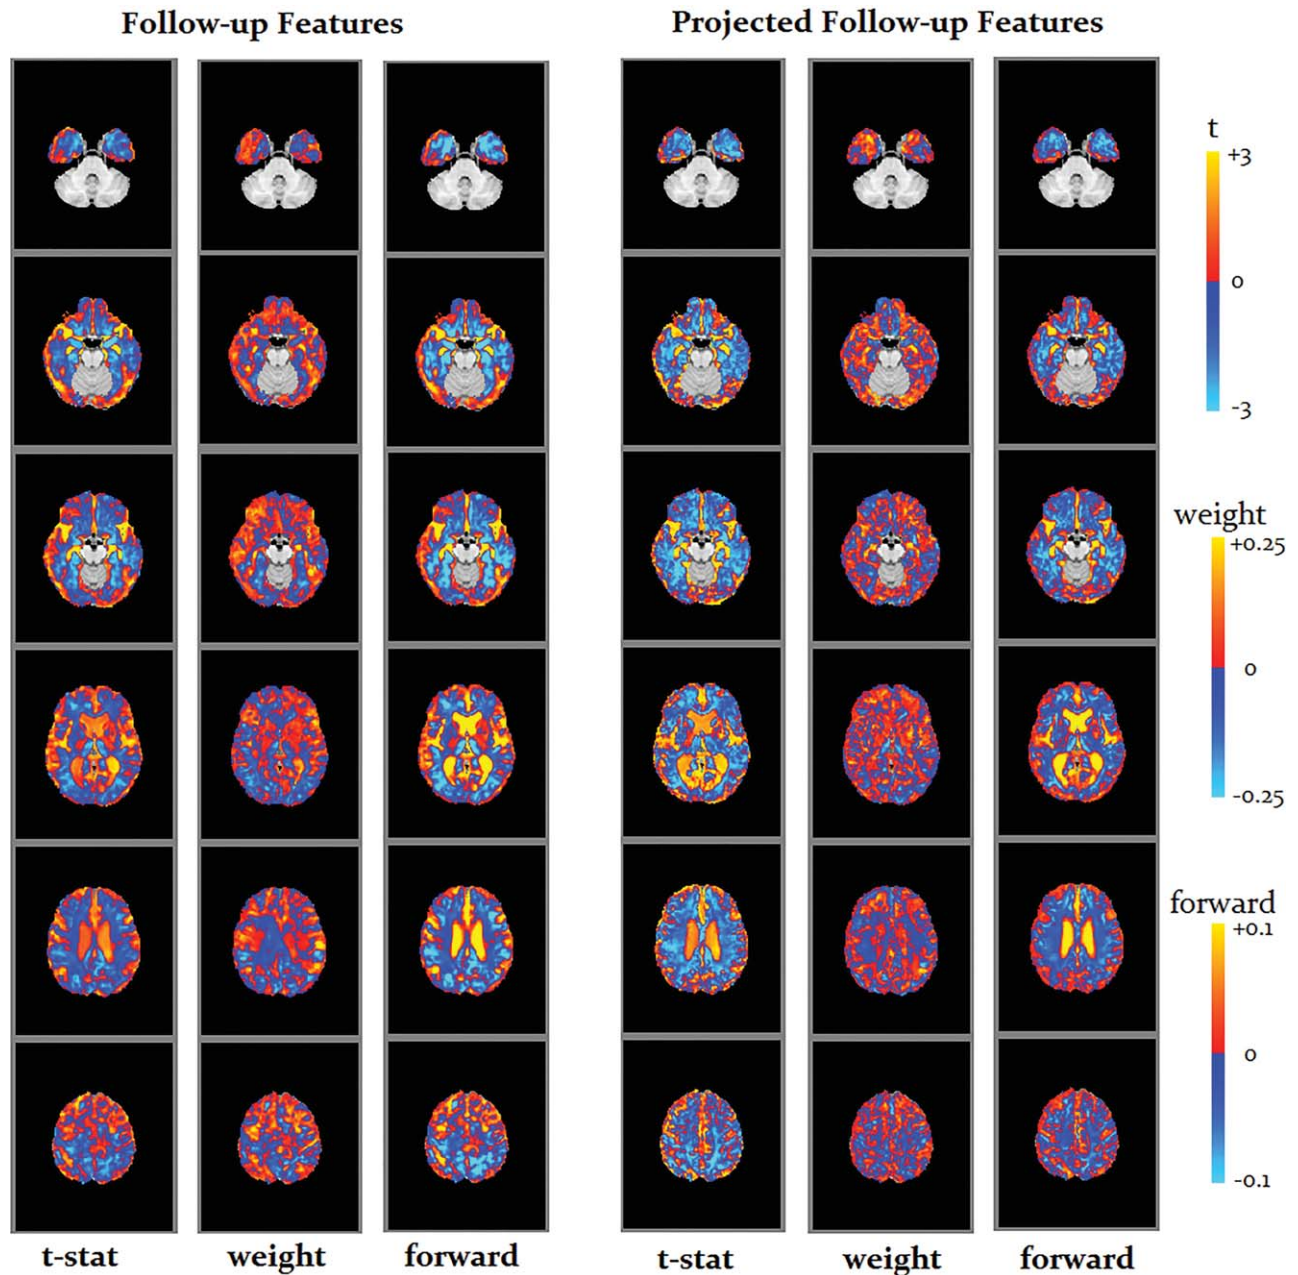 Follow-up Features
Projected Follow-up Features
t
+3
0
-3
weight
+0.25
0
-0.25
forward
+0.1
0
-0.1
t-stat
weight
forward
t-stat
weight
forward